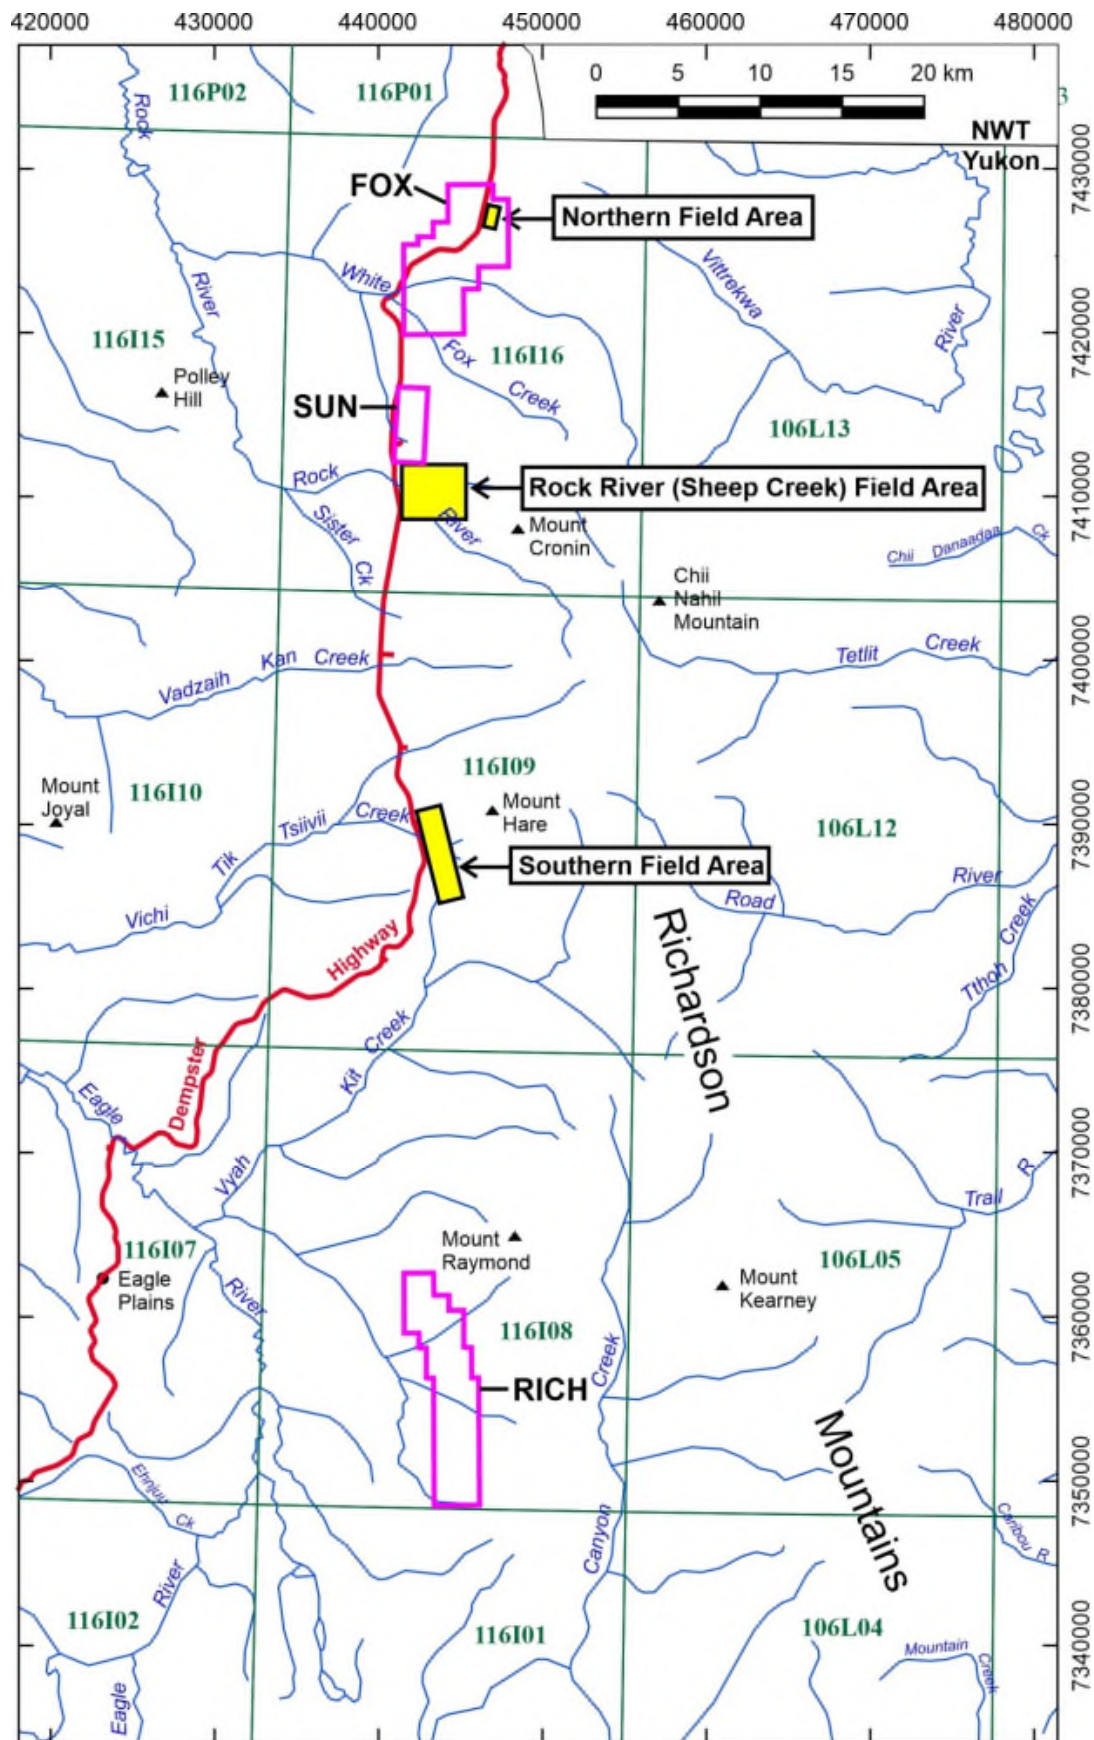 420000 430000 440000 450000 460000 470000 480000
0 5 10 15 20 km
116P02
116P01
3
NWT
Yukon
Rock
7430000
FOX
Northern Field Area
White
River
Vittrekwa
River
116I15
Fox
116I16
7420000
Polley
Hill
Creek
SUN
106L13
Rock
Rock River (Sheep Creek) Field Area
7410000
Sister
River
Mount
Cronin
Chii Danaadaa Ck
Ck
Chii
Nahil
Mountain
Kan Creek
Tetlit Creek
7400000
Vadzaih
116I09
Mount
Joyal
116I10
Mount
Hare
Creek
Tsiivii
106L12
7390000
Tik
Southern Field Area
River
Road
Vichi
Creek
Highway
Richardson
Tthoh
7380000
Creek
Dempster
Kit
Eagle
7370000
Vyah
R
Trail
Mount
Raymond
116I07
106L05
Eagle
Plains
Mount
Kearney
River
7360000
116I08
Creek
RICH
Mountains
7350000
Ehnjuu
Ck
Caribou R
Canyon
River
116I02
116I01
106L04
7340000
Mountain
Creek
Eagle